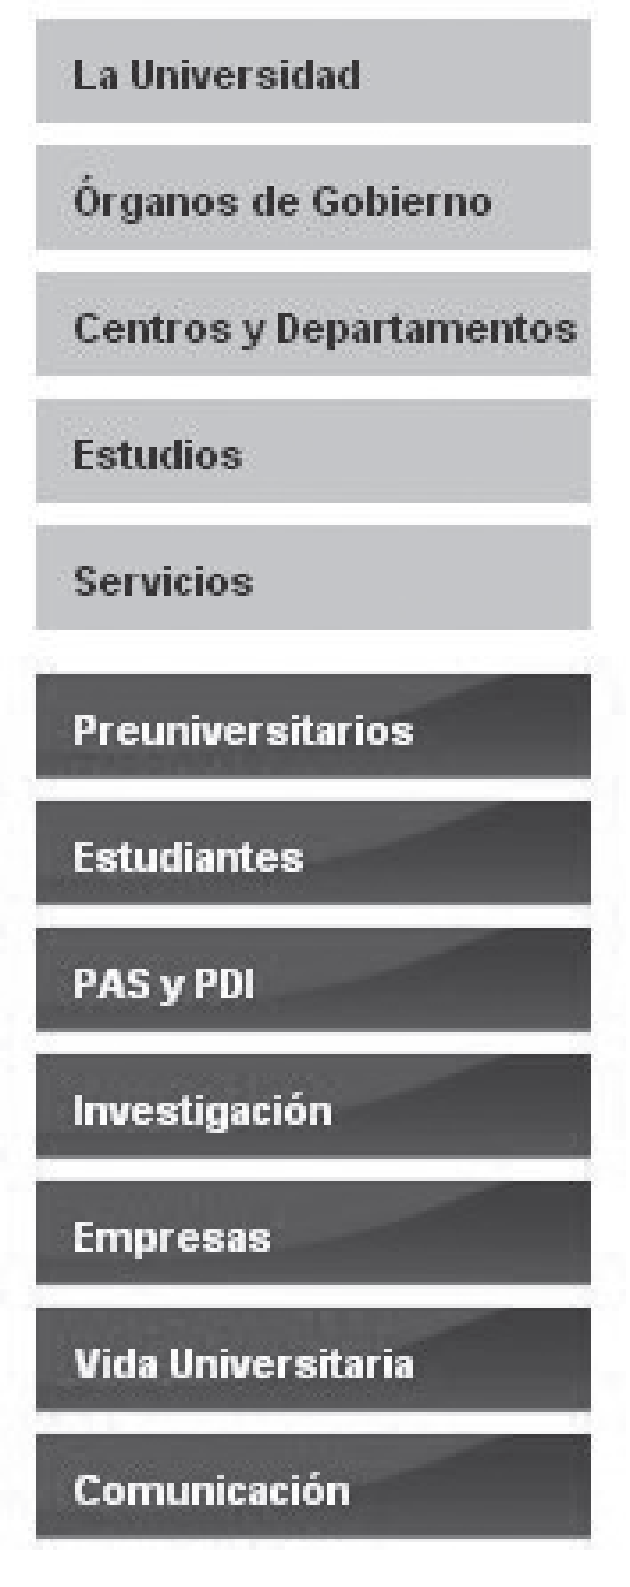 La Universidad
Órganos de Gobierno
Centros y Departamentos
Estudios
Servicios
Preuniversitarios
Estudiantes
PAS y PDI
Investigación
Empresas
Vida Universitaria
Comunicación